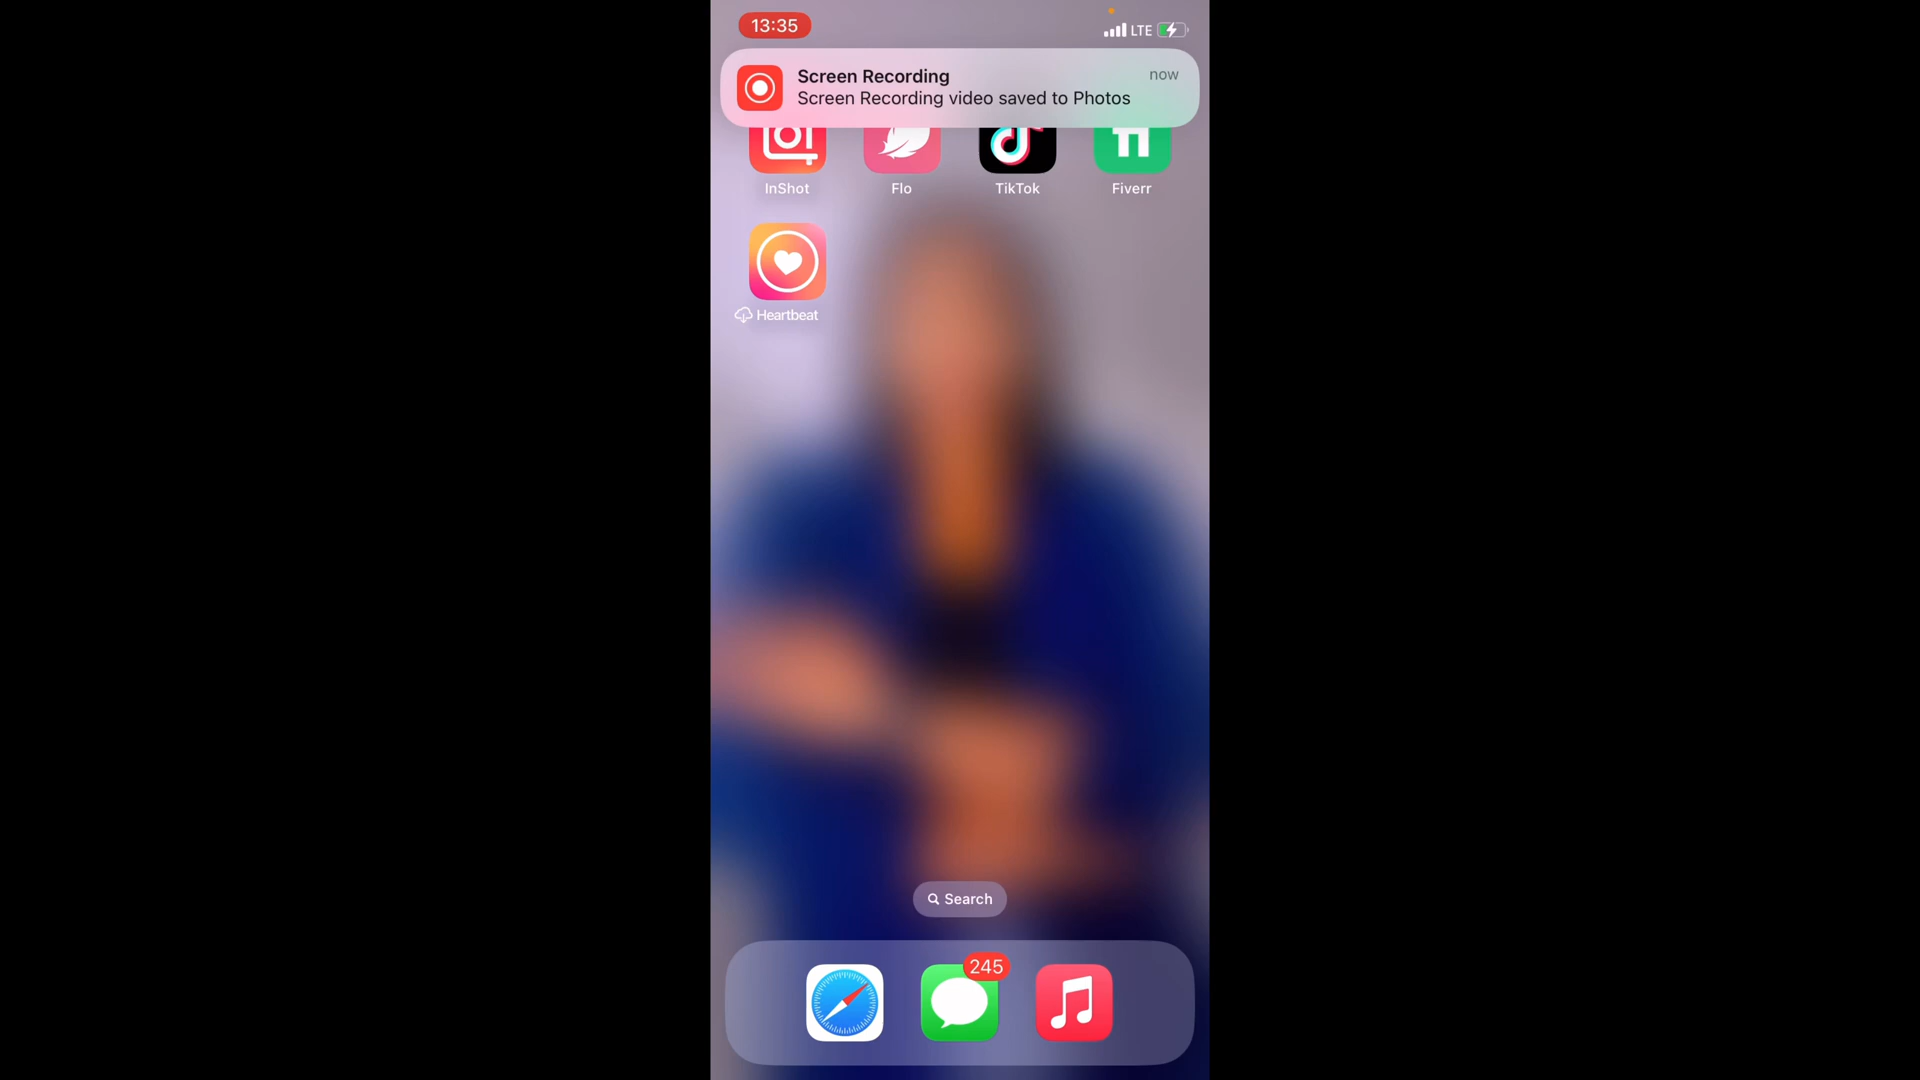 13:35
LTE
Screen Recording
now
Screen Recording video saved to Photos
InShot
Flo
TikTok
Fiverr
Heartbeat
Search
245